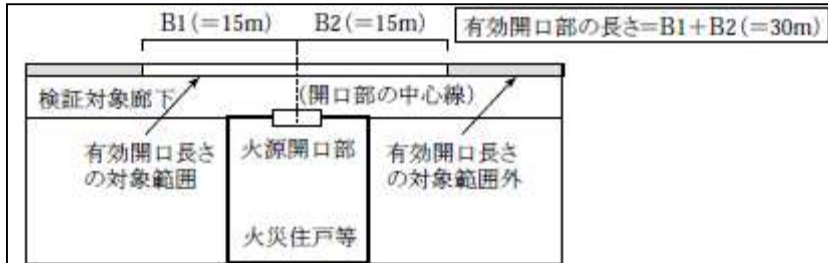 B1(=15m)
B2(=15m)
有効開口部の長さ=B1+B2(=30m)
検証対象廊下
(開口部の中心線)
有効開口長さ
の対象範囲
火源開口部
有効開口長さ
の対象範囲外
火災住戸等